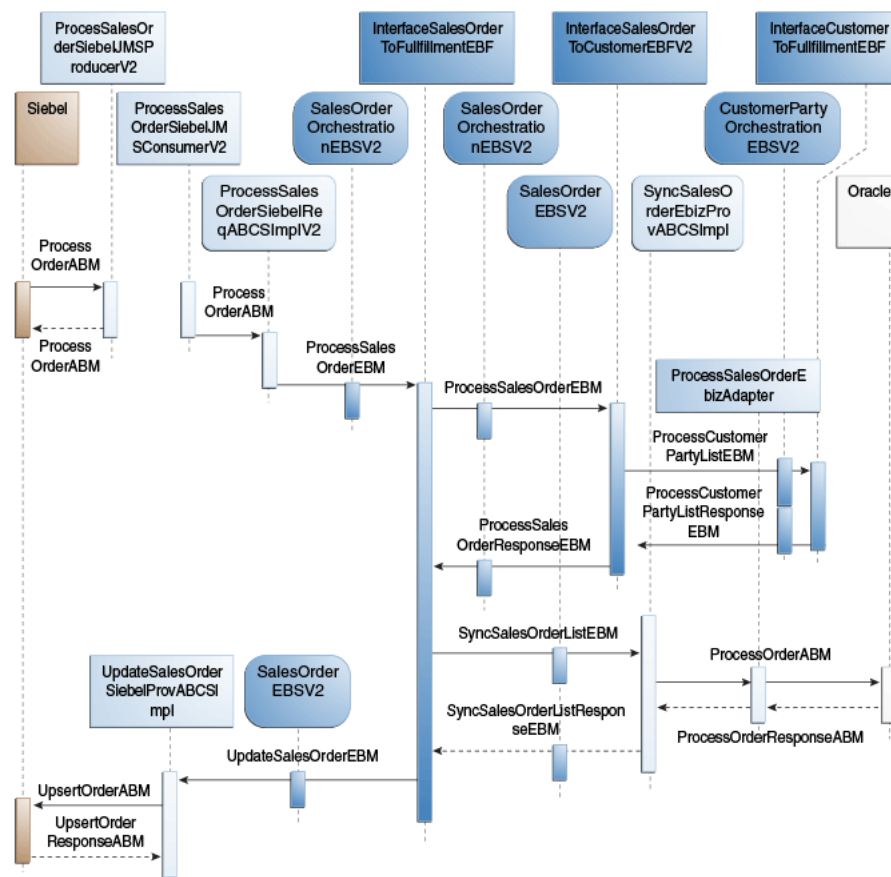 ProcesSalesOr
derSiebelJMSP
roducerV2
InterfaceSalesOrder
ToFullfillmentEBF
InterfaceSalesOrder
ToCustomerEBFV2
InterfaceCustomer
ToFullfillmentEBF
Siebel
ProcessSales
OrderSiebelJM
SConsumerV2
SalesOrder
Orchestratio
nEBSV2
SalesOrder
Orchestratio
nEBSV2
CustomerParty
Orchestration
EBSV2
ProcessSales
OrderSiebelRe
qABCSImplV2
SalesOrder
EBSV2
SyncSalesO
rderEbizPro
vABCSImpl
Oracle
Process
OrderABM
Process
OrderABM
Process
OrderABM
ProcessSales
OrderEBM
ProcessSalesOrderEBM
ProcessSalesOrderE
bizAdapter
ProcessCustomer
PartyListEBM
ProcessCustomer
PartyListResponse
EBM
ProcessSales
OrderResponseEBM
SyncSalesOrderListEBM
ProcessOrderABM
UpdateSalesOrder
SiebelProvABCSI
mpl
SalesOrder
EBSV2
SyncSalesOrderListRespon
seEBM
ProcessOrderResponseABM
UpdateSalesOrderEBM
UpsertOrderABM
UpsertOrder
ResponseABM